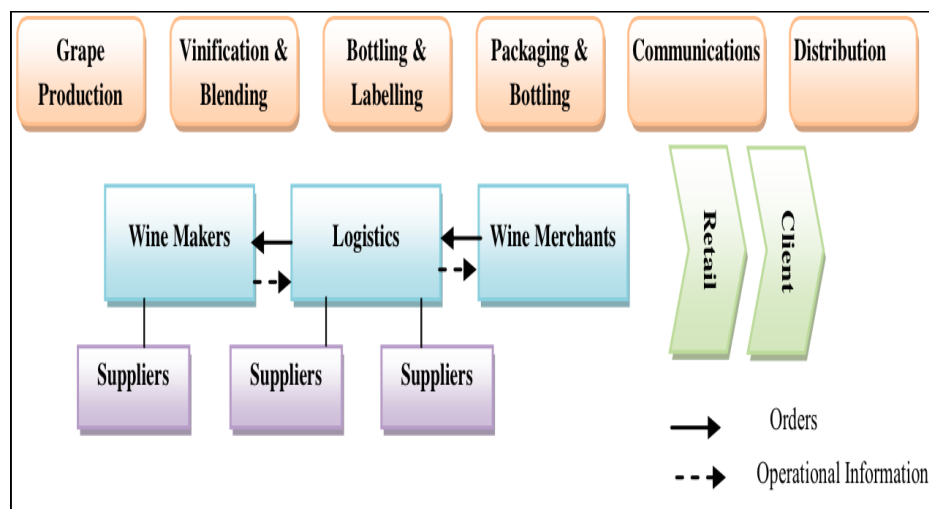 Grape
Production
Vinification &
Blending
Bottling &
Labelling
Packaging &
Bottling
Communications
Distribution
Wine Makers
Logistics
Wine Merchants
Retail
Client
Suppliers
Suppliers
Suppliers
Orders
Operational Information